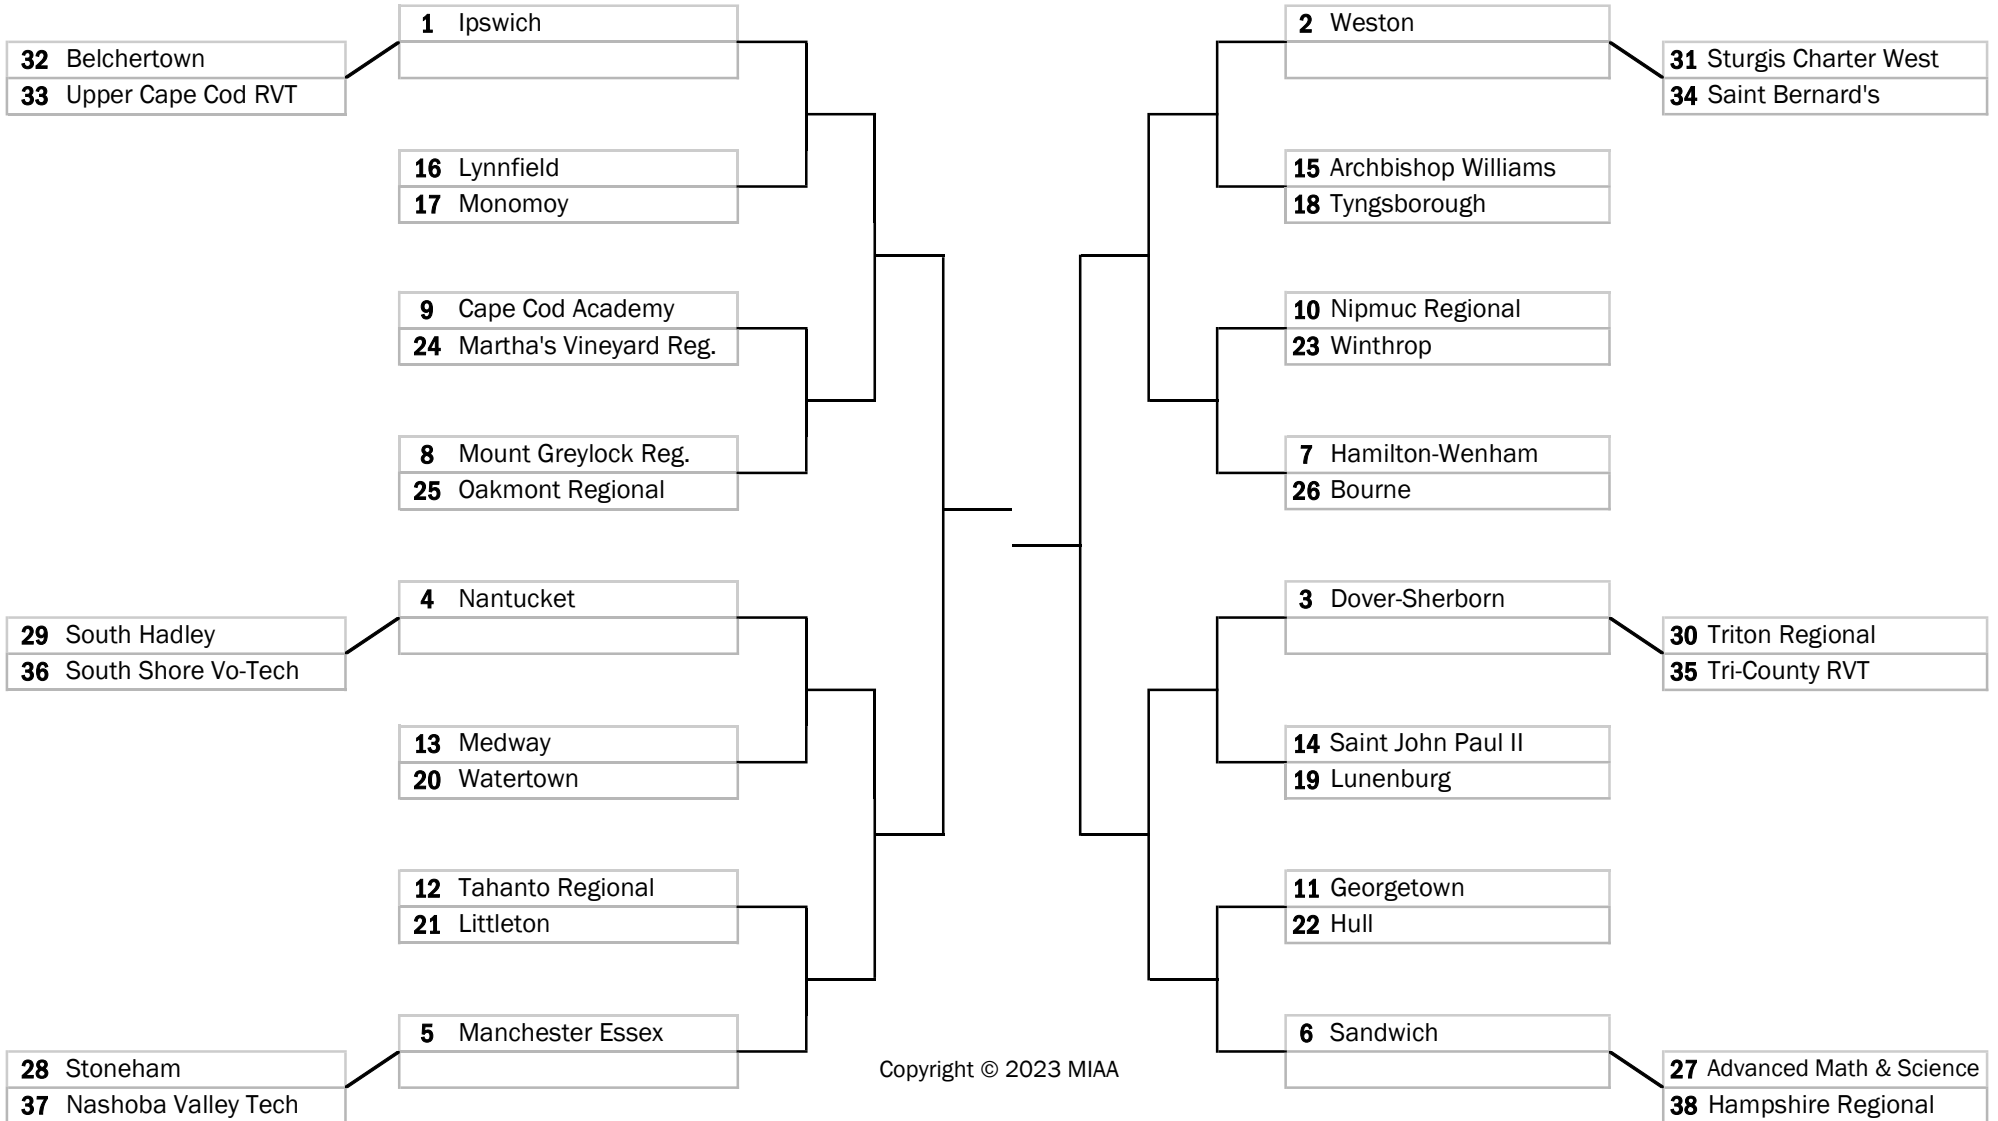 1 Ipswich
32 Belchertown
33 Upper Cape Cod RVT
16 Lynnfield
17 Monomoy
9 Cape Cod Academy
24 Martha's Vineyard Reg.
8 Mount Greylock Reg.
25 Oakmont Regional
4 Nantucket
29 South Hadley
36 South Shore Vo-Tech
13 Medway
20 Watertown
12 Tahanto Regional
21 Littleton
5 Manchester Essex
28 Stoneham
37 Nashoba Valley Tech
2 Weston
31 Sturgis Charter West
34 Saint Bernard's
15 Archbishop Williams
18 Tyngsborough
10 Nipmuc Regional
23 Winthrop
7 Hamilton-Wenham
26 Bourne
3 Dover-Sherborn
30 Triton Regional
35 Tri-County RVT
14 Saint John Paul II
19 Lunenburg
11 Georgetown
22 Hull
6 Sandwich
27 Advanced Math & Science
38 Hampshire Regional
Copyright © 2023 MIAA